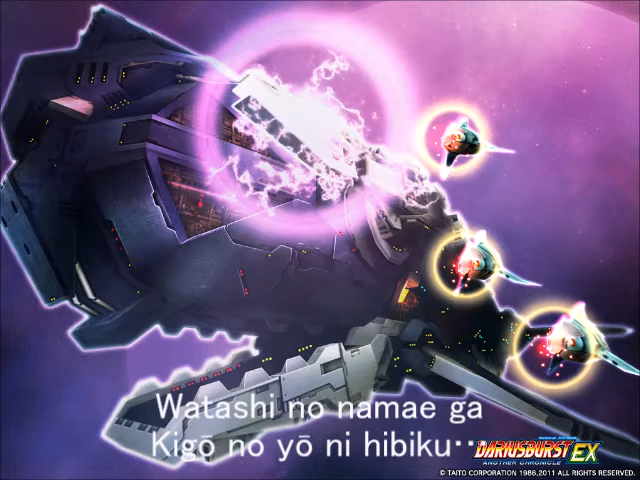 Watashi no namae ga
Kigō no yō ni hibiku…
DARIUSBURST EX
ANOTHER CHRONICLE
© TAITO CORPORATION 1986,2011 ALL RIGHTS RESERVED.